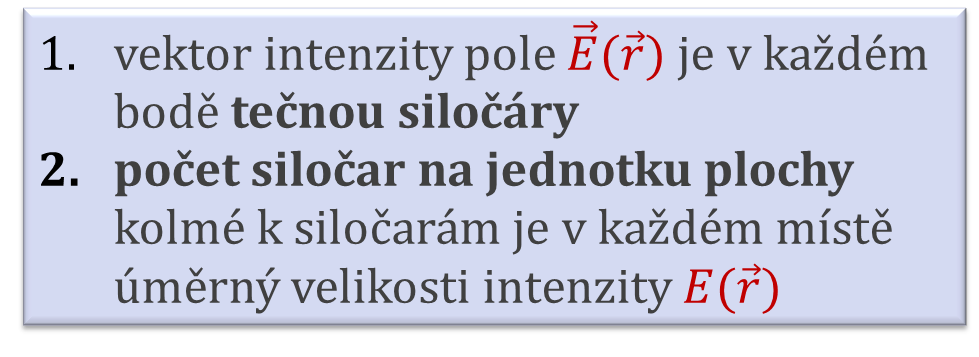 1. vektor intenzity pole E⃗(r⃗) je v každém
bodě tečnou siločáry
2. počet siločar na jednotku plochy
kolmé k siločarám je v každém místě
úměrný velikosti intenzity E(r⃗)